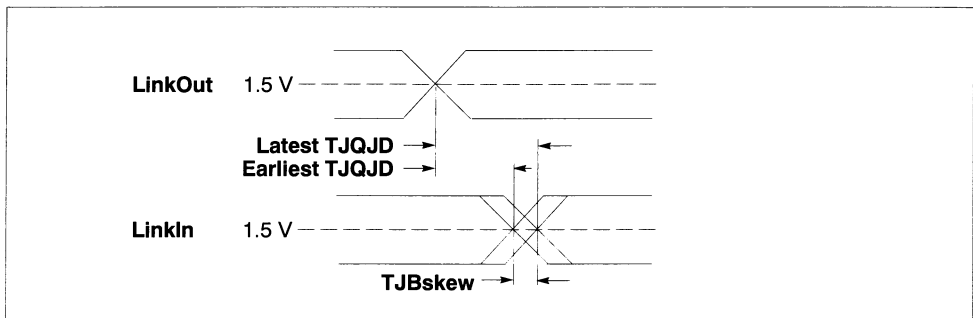 LinkOut 1.5 V
Latest TJQJD
Earliest TJQJD
LinkIn 1.5 V
TJBskew